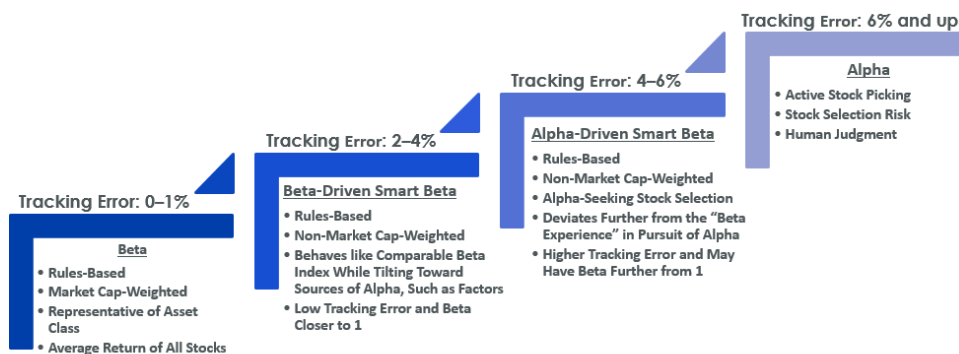 Tracking Error: 0–1%
Beta
• Rules-Based
• Market Cap-Weighted
• Representative of Asset
Class
• Average Return of All Stocks
Tracking Error: 2–4%
Beta-Driven Smart Beta
• Rules-Based
• Non-Market Cap-Weighted
• Behaves like Comparable Beta
Index While Tilting Toward
Sources of Alpha, Such as Factors
• Low Tracking Error and Beta
Closer to 1
Tracking Error: 4–6%
Alpha-Driven Smart Beta
• Rules-Based
• Non-Market Cap-Weighted
• Alpha-Seeking Stock Selection
• Deviates Further from the “Beta
Experience” in Pursuit of Alpha
• Higher Tracking Error and May
Have Beta Further from 1
Tracking Error: 6% and up
Alpha
• Active Stock Picking
• Stock Selection Risk
• Human Judgment